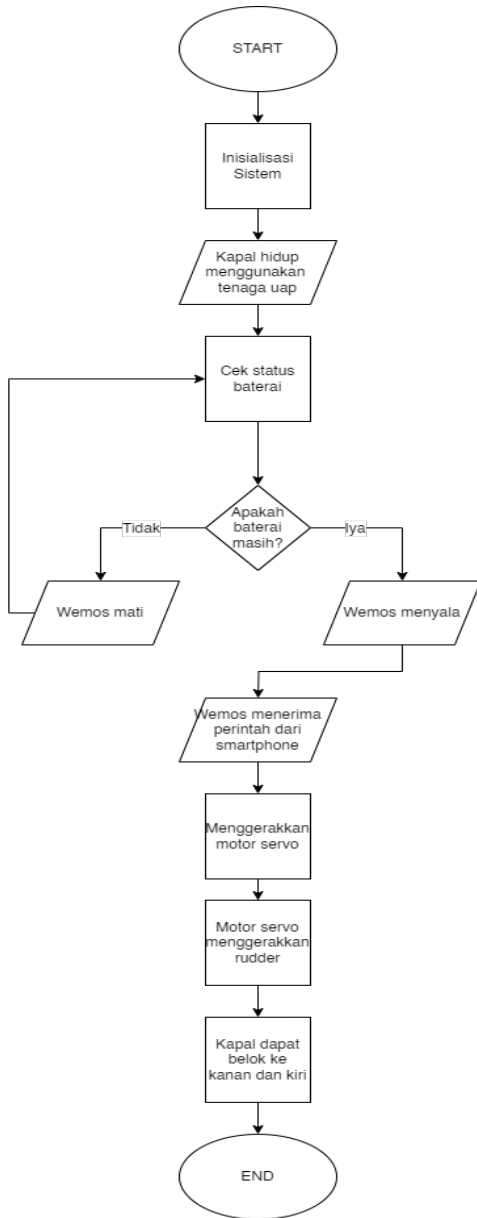 START
Inisialisasi
Sistem
Kapal hidup
menggunakan
tenaga uap
Cek status
baterai
Apakah
baterai
masih?
Tidak
Iya
Wemos mati
Wemos menyala
Wemos menerima
perintah dari
smartphone
Menggerakkan
motor servo
Motor servo
menggerakkan
rudder
Kapal dapat
belok ke
kanan dan kiri
END